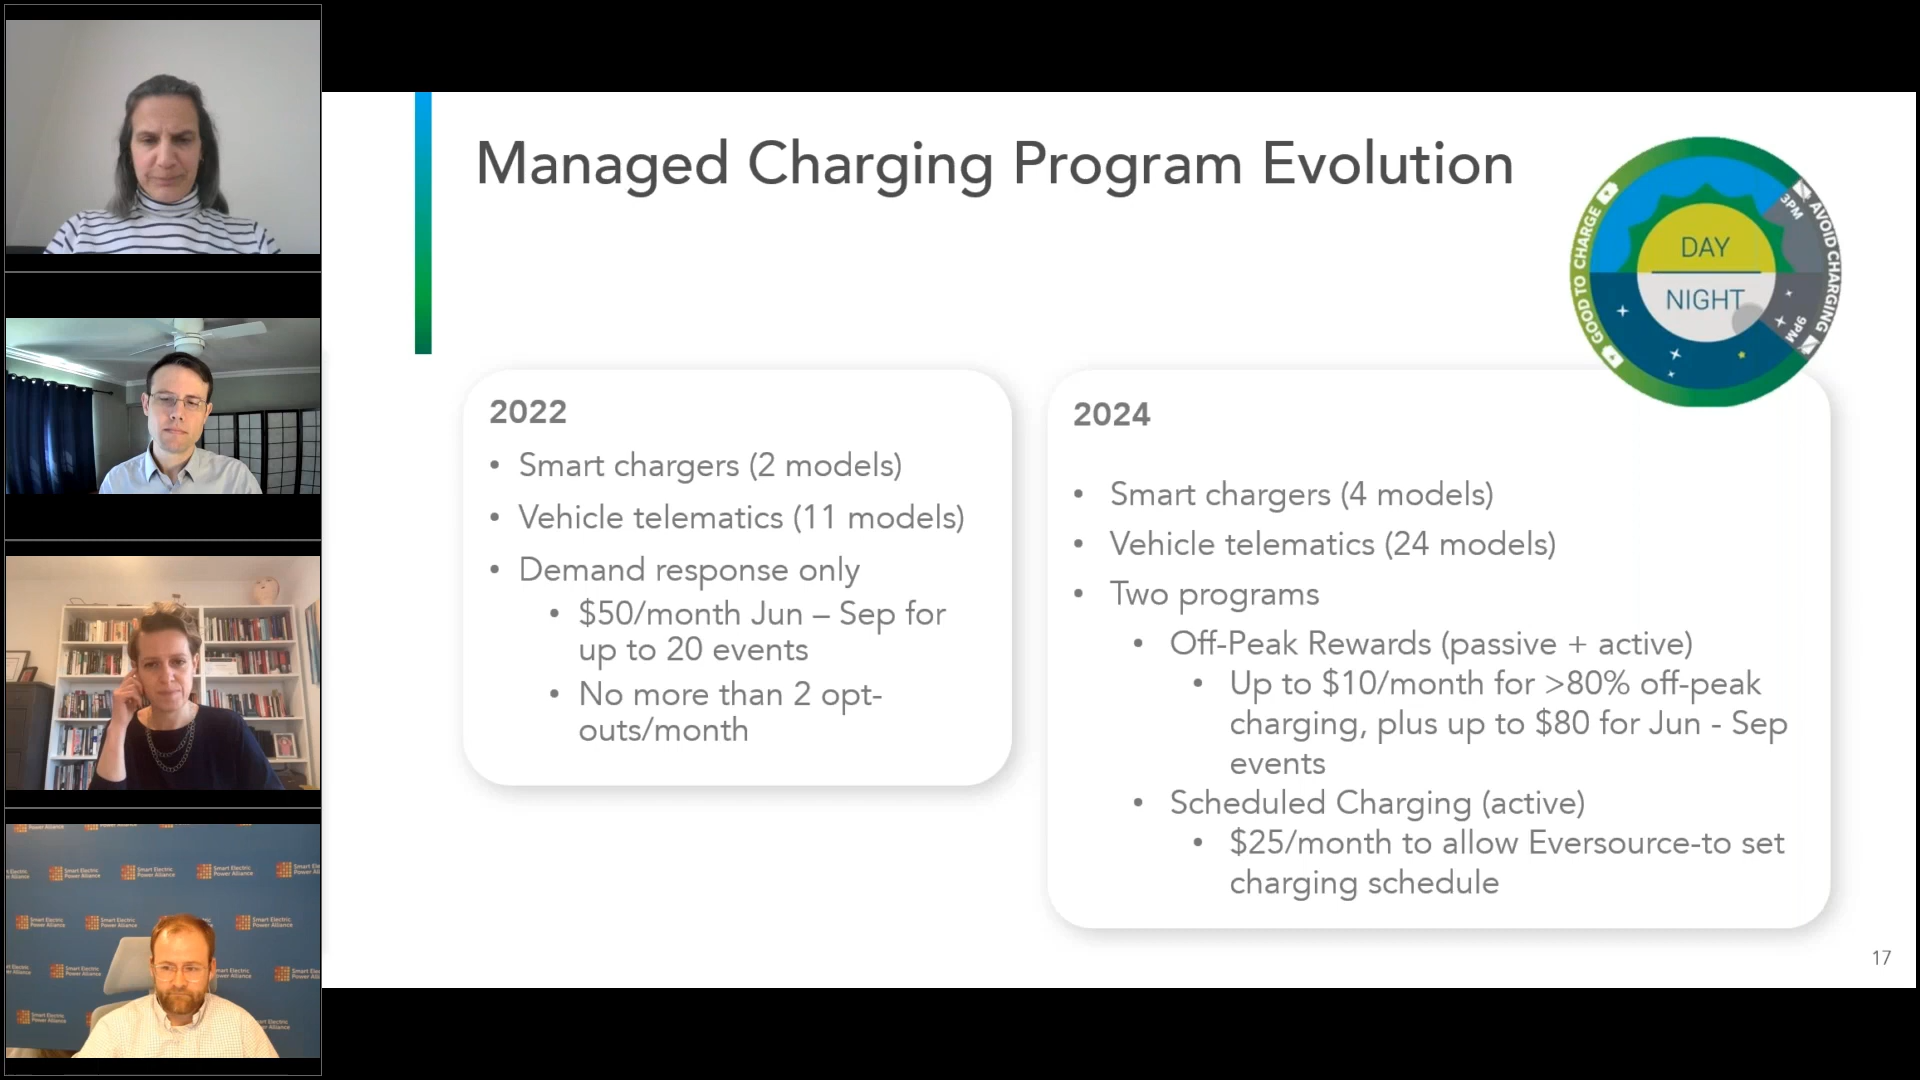 Managed Charging Program Evolution
GOOD TO CHARGE
AVOID CHARGING
3PM
9PM
DAY
NIGHT
2022
• Smart chargers (2 models)
• Vehicle telematics (11 models)
• Demand response only
• $50/month Jun – Sep for
up to 20 events
• No more than 2 opt-
outs/month
2024
• Smart chargers (4 models)
• Vehicle telematics (24 models)
• Two programs
• Off-Peak Rewards (passive + active)
• Up to $10/month for >80% off-peak
charging, plus up to $80 for Jun - Sep
events
• Scheduled Charging (active)
• $25/month to allow Eversource-to set
charging schedule
17
Smart Electric
Power Alliance